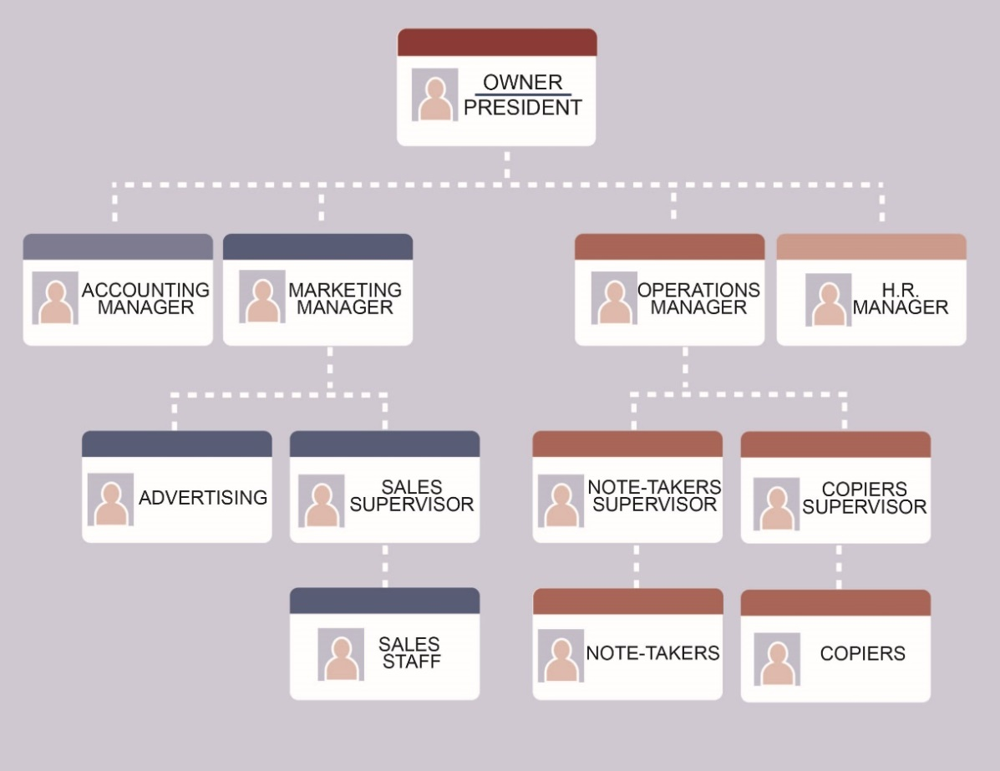 OWNER
PRESIDENT
ACCOUNTING
MANAGER
MARKETING
MANAGER
OPERATIONS
MANAGER
H.R.
MANAGER
ADVERTISING
SALES
SUPERVISOR
NOTE-TAKERS
SUPERVISOR
COPIERS
SUPERVISOR
SALES
STAFF
NOTE-TAKERS
COPIERS